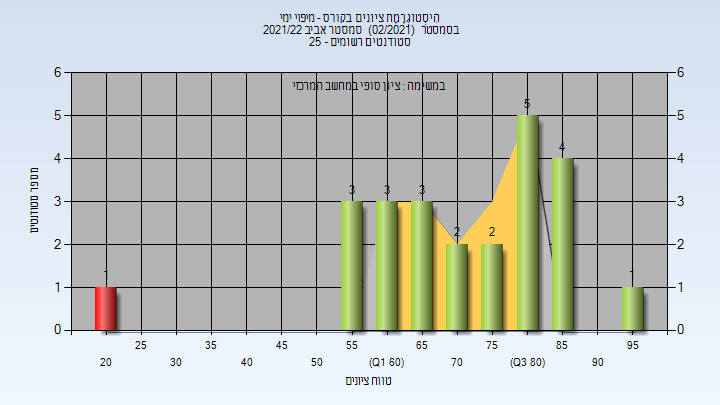 היסטוגרמת ציונים בקורס - מיפוי ימי
בסמסטר (02/2021) סמסטר אביב 2021/22
סטודנטים רשומים - 25
במשימה : ציון סופי במחשב המרכזי
מספר סטודנטים
6 6
5 5
4 4
3 3
2 2
1 1
0 0
1 3 3 3 2 2 5 4 1
25 35 45 55 65 75 85 95
20 30 40 50 (Q1 60) 70 (Q3 80) 90
טווח ציונים